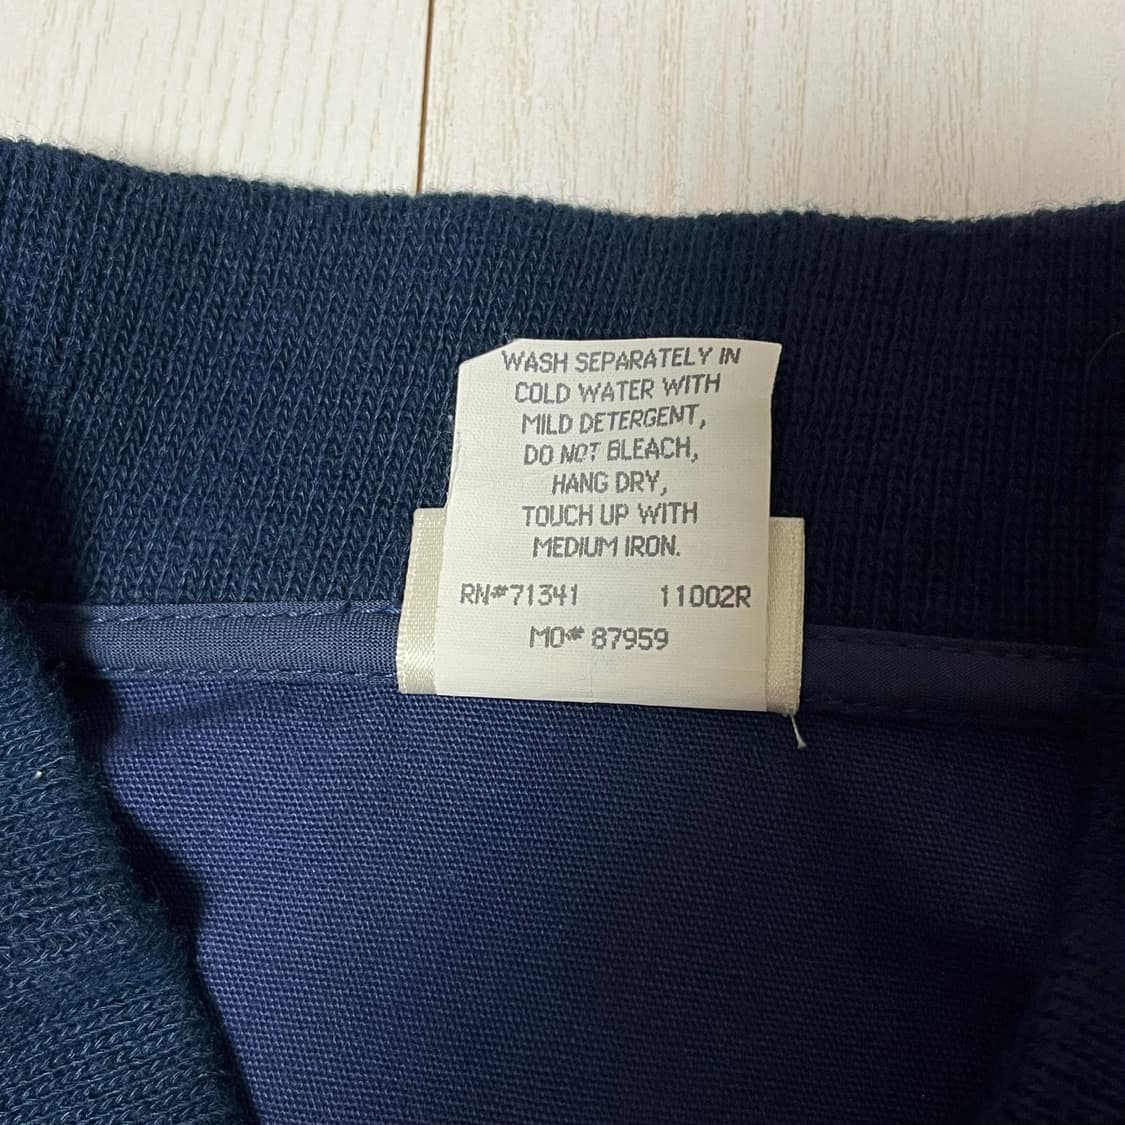 WASH SEPARATELY IN
COLD WATER WITH
MILD DETERGENT,
DO NOT BLEACH,
HANG DRY,
TOUCH UP WITH
MEDIUM IRON.
RN#71341 11002R
MO# 87959